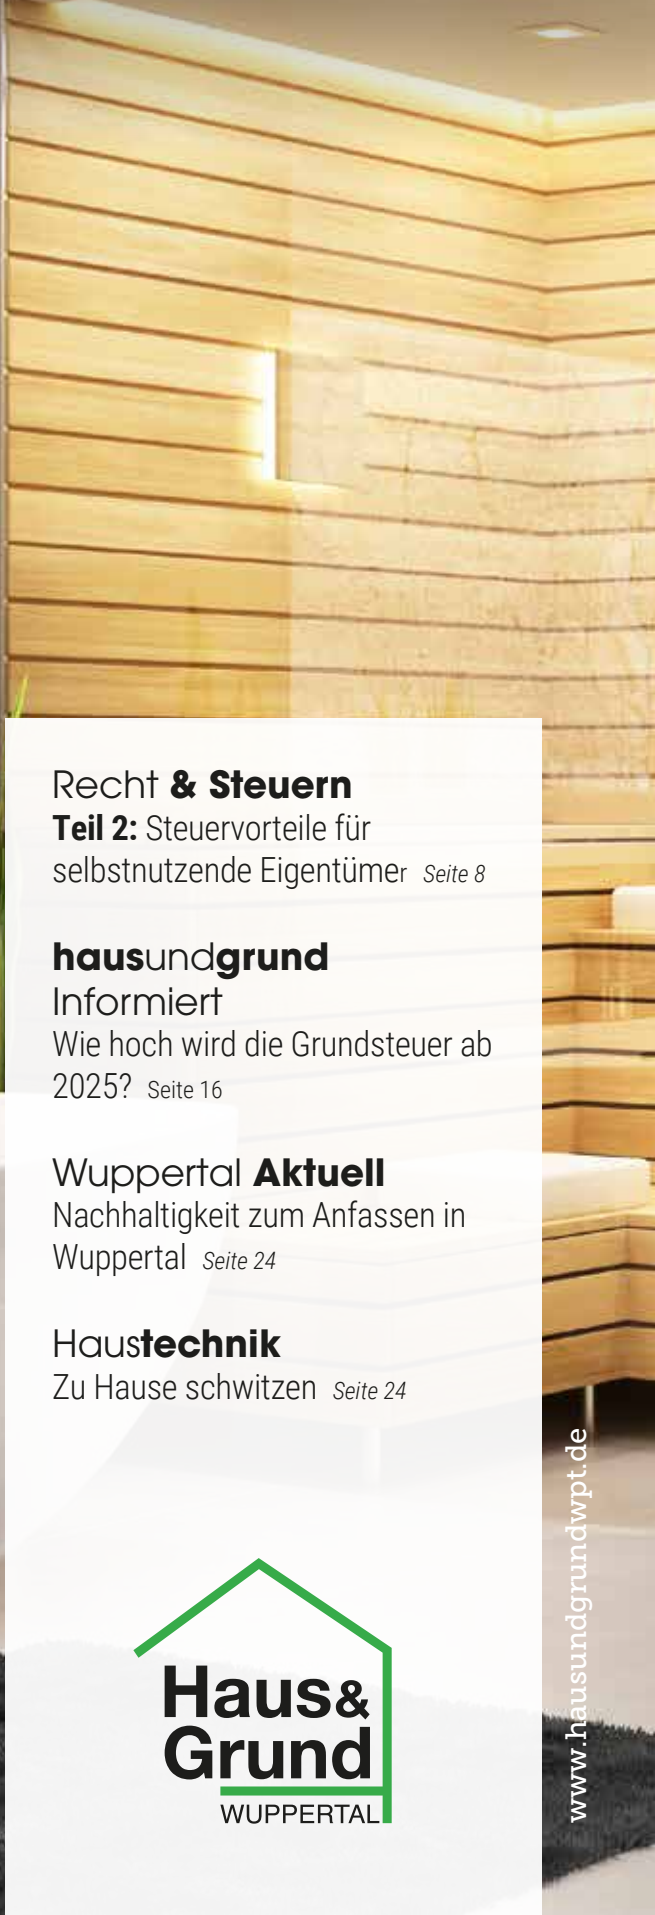 Recht & Steuern
Teil 2: Steuervorteile für
selbstnutzende Eigentümer Seite 8
hausundgrund
Informiert
Wie hoch wird die Grundsteuer ab
2025? Seite 16
Wuppertal Aktuell
Nachhaltigkeit zum Anfassen in
Wuppertal Seite 24
Haustechnik
Zu Hause schwitzen Seite 24
Haus&
Grund
WUPPERTAL
www.hausundgrundwpt.de